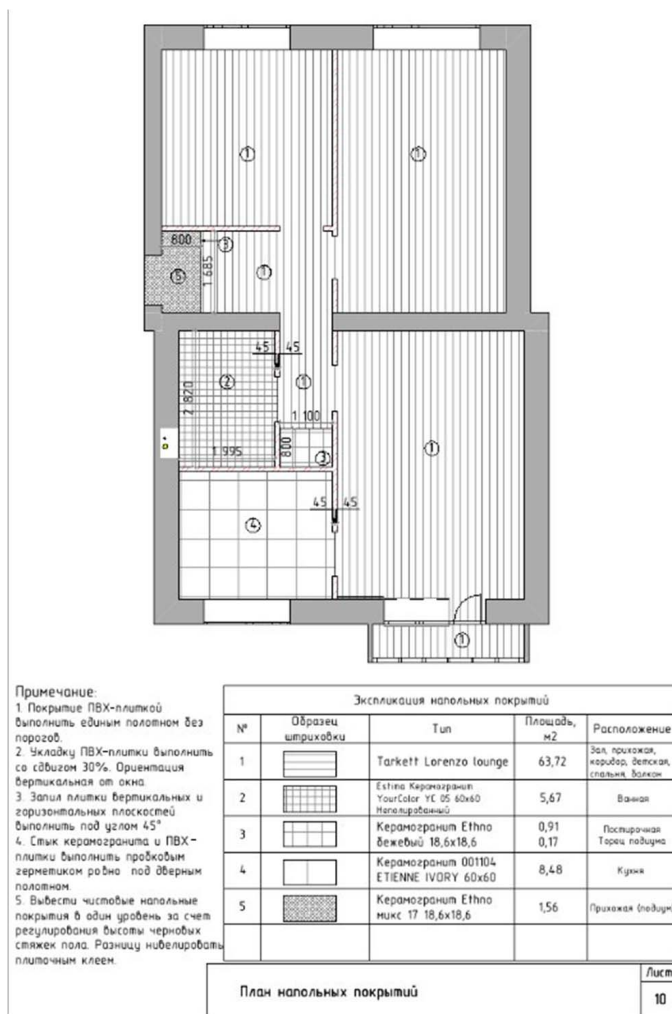 1
1
800
3
1
1 685
5
45 45
2
1
2 820
1 100
1 995
800
3
1
45 45
4
1
Примечание:
1. Покрытие ПВХ-плиткой
выполнить единым полотном без
порогов.
2. Укладку ПВХ-плитки выполнить
со сдвигом 30%. Ориентация
вертикальная от окна.
3. Запил плитки вертикальных и
горизонтальных плоскостей
выполнить под углом 45°
4. Стык керамогранита и ПВХ-
плитки выполнить пробковым
герметиком ровно под дверным
полотном.
5. Вывести чистовые напольные
покрытия в один уровень за счет
регулирования высоты черновых
стяжек пола. Разницу нивелировать
плиточным клеем.
Экспликация напольных покрытий
N° Образец штриховки Тип Площадь, м2 Расположение
1 Tarkett Lorenzo lounge 63,72 Зал, прихожая,
коридор, детская,
спальня, балкон
2 Estima Керамогранит
YourColor YC 05 60x60
Неполированный 5,67 Ванная
3 Керамогранит Ethno
бежевый 18,6x18,6 0,91 Постирочная
0,17 Торец подиума
4 Керамогранит 001104
ETIENNE IVORY 60x60 8,48 Кухня
5 Керамогранит Ethno
микс 17 18,6x18,6 1,56 Прихожая (подиум)
План напольных покрытий
Лист
10